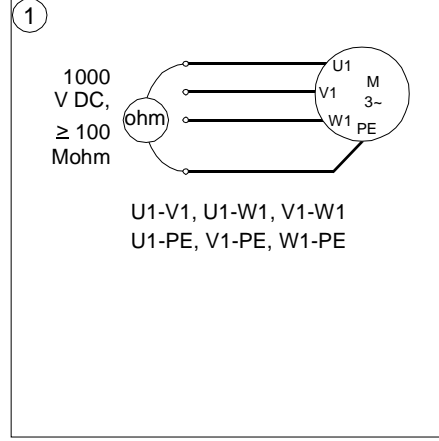 1
1000
V DC,
≥ 100
Mohm
ohm
U1
V1
W1
PE
M
3~
U1-V1, U1-W1, V1-W1
U1-PE, V1-PE, W1-PE